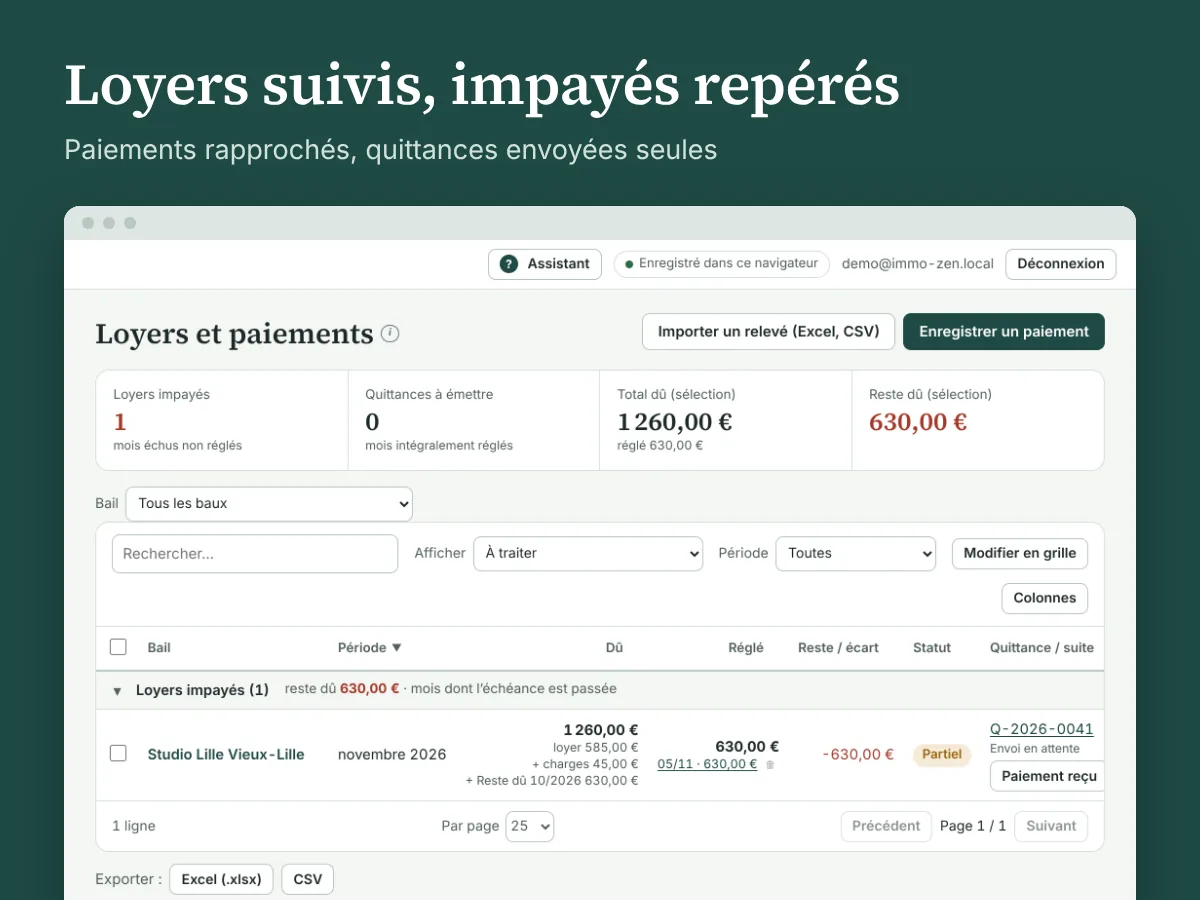 Loyers suivis, impayés repérés
Paiements rapprochés, quittances envoyées seules
? Assistant Enregistré dans ce navigateur demo@immo-zen.local Déconnexion
Loyers et paiements i Importer un relevé (Excel, CSV) Enregistrer un paiement
Loyers impayés Quittances à émettre Total dû (sélection) Reste dû (sélection)
1 0 1 260,00 € 630,00 €
mois échus non réglés mois intégralement réglés réglé 630,00 €
Bail Tous les baux
Rechercher... Afficher À traiter Période Toutes Modifier en grille
Colonnes
Bail Période ▼ Dû Réglé Reste / écart Statut Quittance / suite
▼ Loyers impayés (1) reste dû 630,00 € · mois dont l'échéance est passée
1 260,00 € Q-2026-0041
loyer 585,00 € 630,00 € Envoi en attente
Studio Lille Vieux-Lille novembre 2026 -630,00 € Partiel
+ charges 45,00 € 05/11 · 630,00 €
+ Reste dû 10/2026 630,00 € Paiement reçu
1 ligne Par page 25 Précédent Page 1 / 1 Suivant
Exporter : Excel (.xlsx) CSV